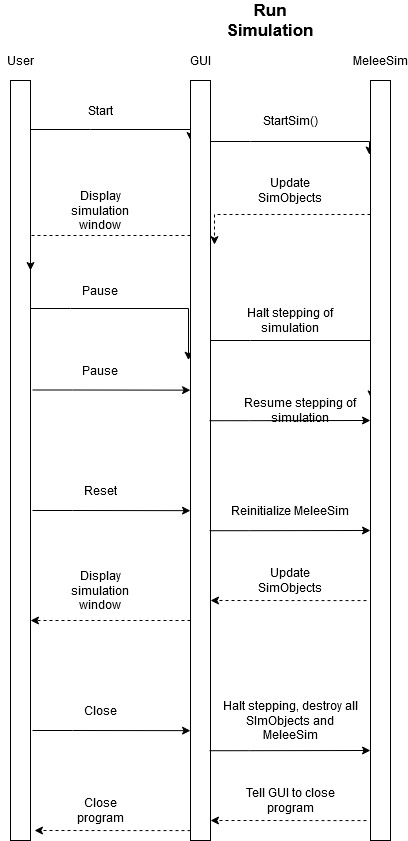 Run
Simulation
User
GUI
MeleeSim
Start
StartSim()
Update
SimObjects
Display
simulation
window
Pause
Halt stepping of
simulation
Pause
Resume stepping of
simulation
Reset
Reinitialize MeleeSim
Update
SimObjects
Display
simulation
window
Close
Halt stepping, destroy all
SImObjects and
MeleeSim
Tell GUI to close
program
Close
program